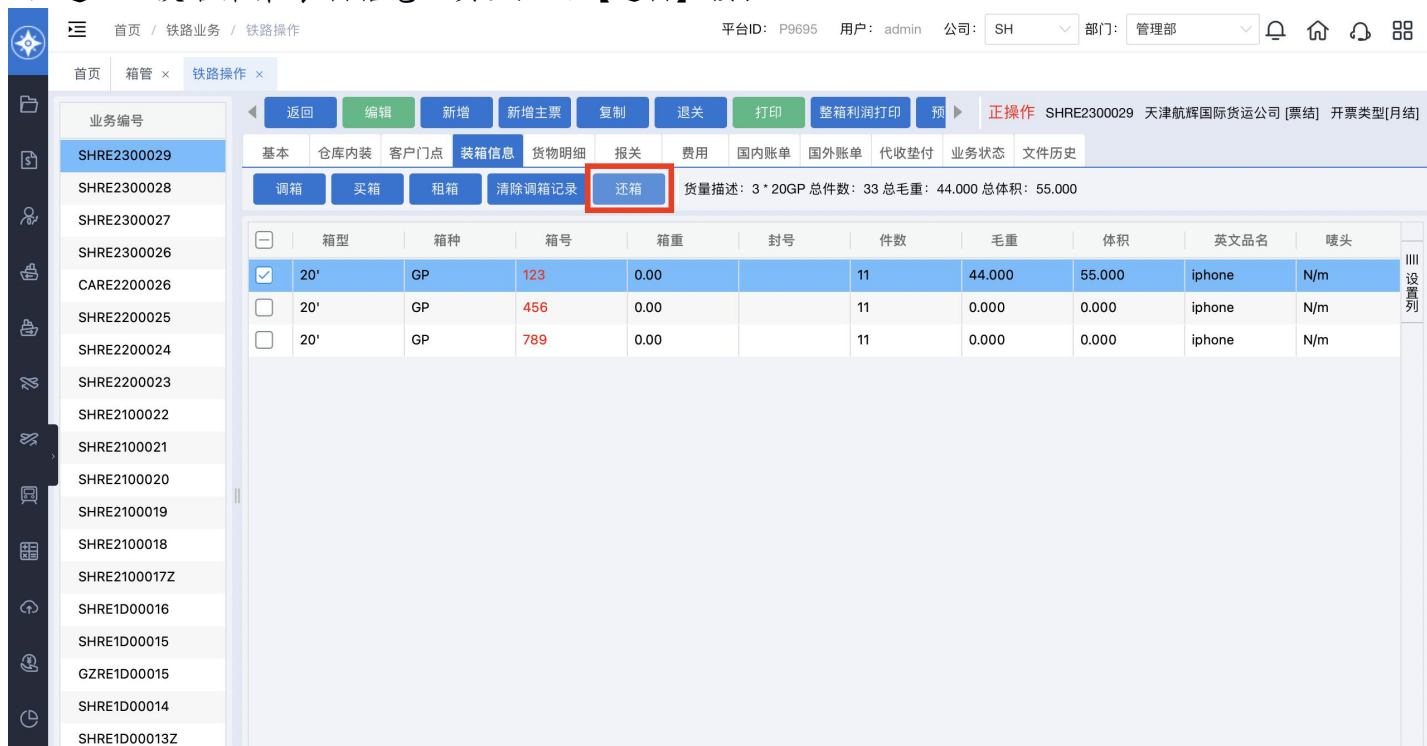 首页 / 铁路业务 / 铁路操作 平台ID: P9695 用户: admin 公司: SH 部门: 管理部
首页 箱管 × 铁路操作 ×
业务编号
SHRE2300029
SHRE2300028
SHRE2300027
SHRE2300026
CARE2200026
SHRE2200025
SHRE2200024
SHRE2200023
SHRE2100022
SHRE2100021
SHRE2100020
SHRE2100019
SHRE2100018
SHRE2100017Z
SHRE1D00016
SHRE1D00015
GZRE1D00015
SHRE1D00014
SHRE1D00013Z
返回 编辑 新增 新增主票 复制 退关 打印 整箱利润打印 预 正操作 SHRE2300029 天津航辉国际货运公司 [票结] 开票类型[月结]
基本 仓库内装 客户门点 装箱信息 货物明细 报关 费用 国内账单 国外账单 代收垫付 业务状态 文件历史
调箱 买箱 租箱 清除调箱记录 还箱 货量描述: 3 * 20GP 总件数: 33 总毛重: 44.000 总体积: 55.000
箱型 箱种 箱号 箱重 封号 件数 毛重 体积 英文品名 唛头
20' GP 123 0.00 11 44.000 55.000 iphone N/m
20' GP 456 0.00 11 0.000 0.000 iphone N/m
20' GP 789 0.00 11 0.000 0.000 iphone N/m
设置列